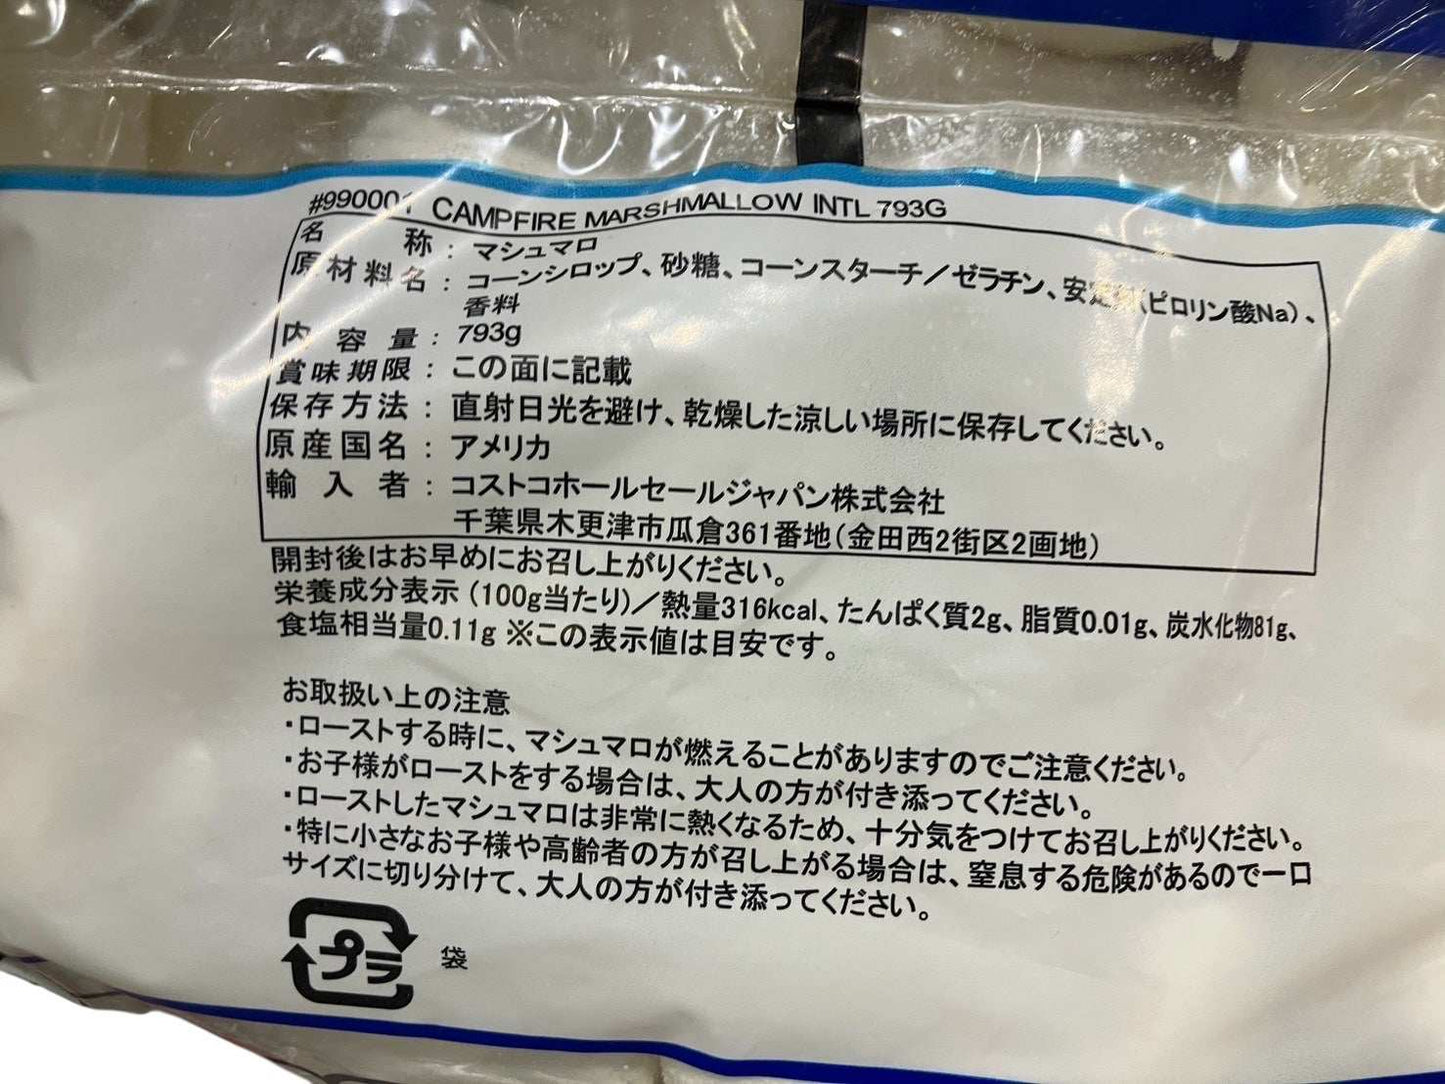 #990001 CAMPFIRE MARSHMALLOW INTL 793G
名称：マシュマロ
原材料名：コーンシロップ、砂糖、コーンスターチ／ゼラチン、安定剤(ピロリン酸Na)、
香料
内容量：793g
賞味期限：この面に記載
保存方法：直射日光を避け、乾燥した涼しい場所に保存してください。
原産国名：アメリカ
輸入者：コストコホールセールジャパン株式会社
千葉県木更津市瓜倉361番地(金田西2街区2画地)
開封後はお早めにお召し上がりください。
栄養成分表示 (100g当たり)／熱量316kcal、たんぱく質2g、脂質0.01g、炭水化物81g、
食塩相当量0.11g ※この表示値は目安です。
お取扱い上の注意
・ローストする時に、マシュマロが燃えることがありますのでご注意ください。
・お子様がローストをする場合は、大人の方が付き添ってください。
・ローストしたマシュマロは非常に熱くなるため、十分気をつけてお召し上がりください。
・特に小さなお子様や高齢者の方が召し上がる場合は、窒息する危険があるので一口
サイズに切り分けて、大人の方が付き添ってください。
プラ 袋